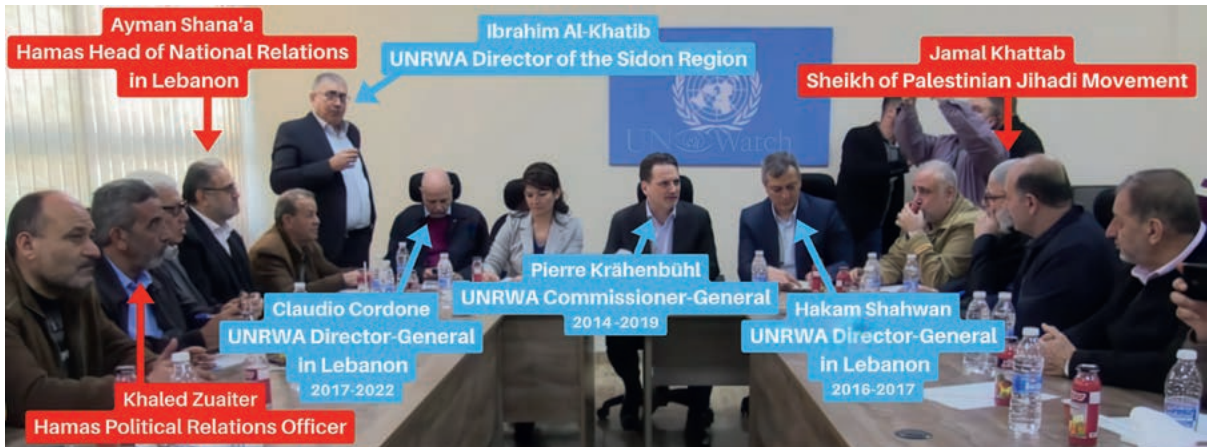 Ayman Shana'a
Hamas Head of National Relations
in Lebanon
Ibrahim Al-Khatib
UNRWA Director of the Sidon Region
Jamal Khattab
Sheikh of Palestinian Jihadi Movement
UN Watch
Pierre Krähenbühl
UNRWA Commissioner-General
2014-2019
Claudio Cordone
UNRWA Director-General
in Lebanon
2017-2022
Hakam Shahwan
UNRWA Director-General
in Lebanon
2016-2017
Khaled Zuaiter
Hamas Political Relations Officer